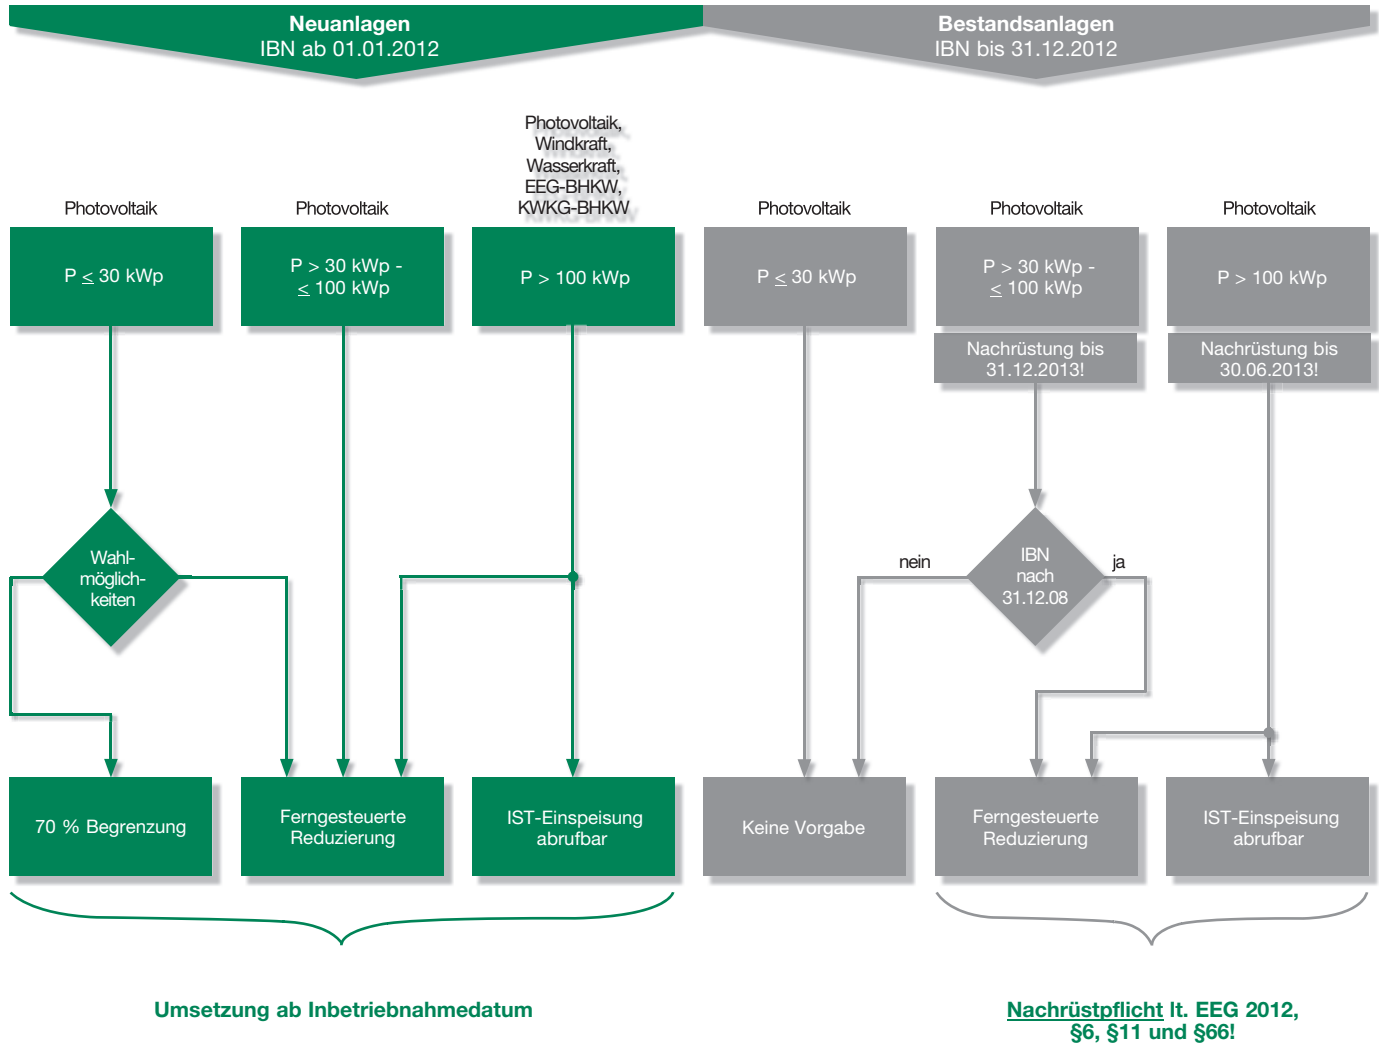 Neuanlagen
IBN ab 01.01.2012
Bestandsanlagen
IBN bis 31.12.2012
Photovoltaik,
Windkraft,
Wasserkraft,
EEG-BHKW,
KWKG-BHKW
Photovoltaik
Photovoltaik
Photovoltaik
Photovoltaik
Photovoltaik
P ≤ 30 kWp
P > 30 kWp -
≤ 100 kWp
P > 100 kWp
P ≤ 30 kWp
P > 30 kWp -
≤ 100 kWp
P > 100 kWp
Nachrüstung bis
31.12.2013!
Nachrüstung bis
30.06.2013!
Wahl-
möglich-
keiten
nein
IBN
nach
31.12.08
ja
70 % Begrenzung
Ferngesteuerte
Reduzierung
IST-Einspeisung
abrufbar
Keine Vorgabe
Ferngesteuerte
Reduzierung
IST-Einspeisung
abrufbar
Umsetzung ab Inbetriebnahmedatum
Nachrüstpflicht lt. EEG 2012,
§6, §11 und §66!